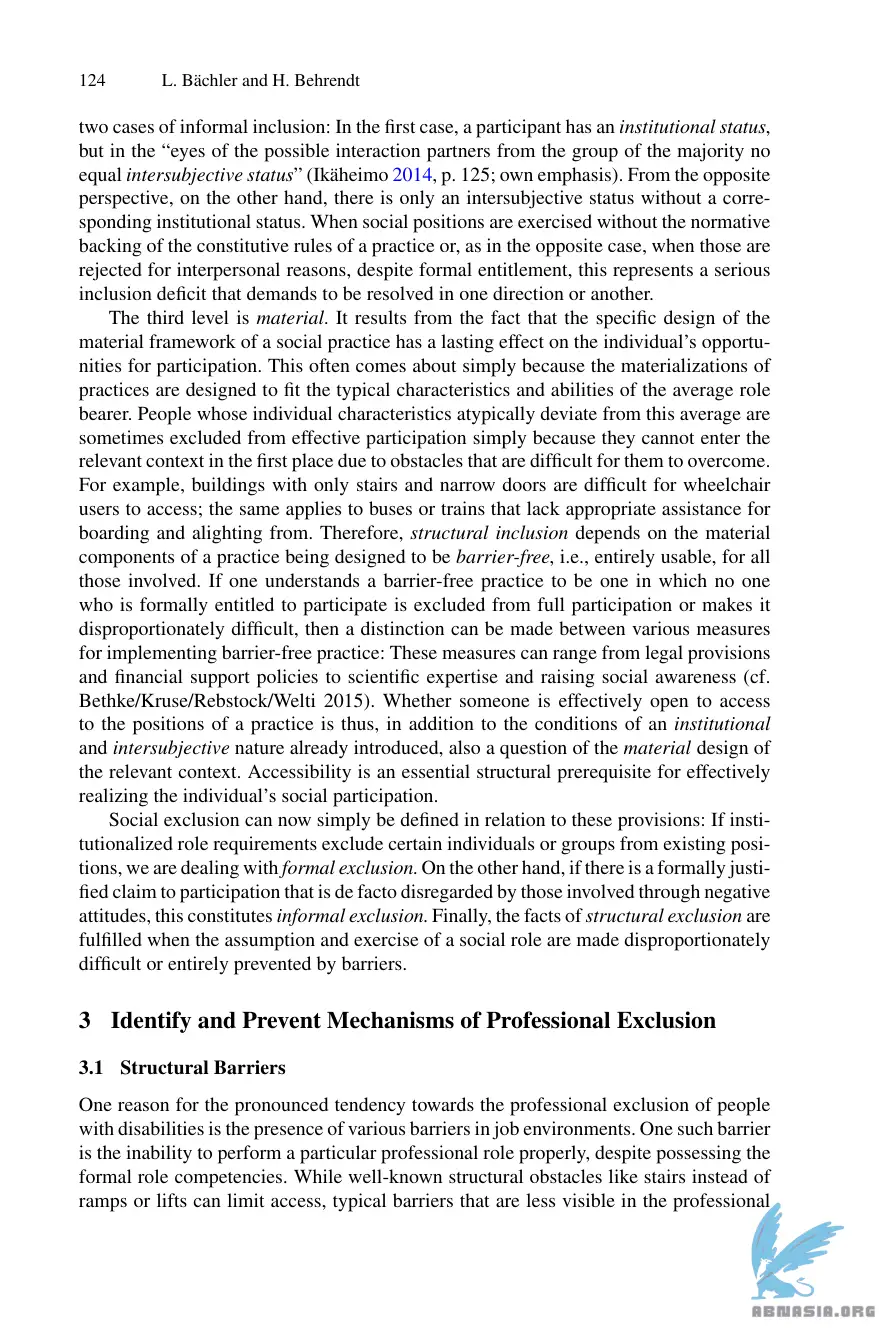 124 L. Bächler and H. Behrendt
two cases of informal inclusion: In the first case, a participant has an institutional status,
but in the “eyes of the possible interaction partners from the group of the majority no
equal intersubjective status” (Ikäheimo 2014, p. 125; own emphasis). From the opposite
perspective, on the other hand, there is only an intersubjective status without a corre-
sponding institutional status. When social positions are exercised without the normative
backing of the constitutive rules of a practice or, as in the opposite case, when those are
rejected for interpersonal reasons, despite formal entitlement, this represents a serious
inclusion deficit that demands to be resolved in one direction or another.
The third level is material. It results from the fact that the specific design of the
material framework of a social practice has a lasting effect on the individual’s opportu-
nities for participation. This often comes about simply because the materializations of
practices are designed to fit the typical characteristics and abilities of the average role
bearer. People whose individual characteristics atypically deviate from this average are
sometimes excluded from effective participation simply because they cannot enter the
relevant context in the first place due to obstacles that are difficult for them to overcome.
For example, buildings with only stairs and narrow doors are difficult for wheelchair
users to access; the same applies to buses or trains that lack appropriate assistance for
boarding and alighting from. Therefore, structural inclusion depends on the material
components of a practice being designed to be barrier-free, i.e., entirely usable, for all
those involved. If one understands a barrier-free practice to be one in which no one
who is formally entitled to participate is excluded from full participation or makes it
disproportionately difficult, then a distinction can be made between various measures
for implementing barrier-free practice: These measures can range from legal provisions
and financial support policies to scientific expertise and raising social awareness (cf.
Bethke/Kruse/Rebstock/Welti 2015). Whether someone is effectively open to access
to the positions of a practice is thus, in addition to the conditions of an institutional
and intersubjective nature already introduced, also a question of the material design of
the relevant context. Accessibility is an essential structural prerequisite for effectively
realizing the individual’s social participation.
Social exclusion can now simply be defined in relation to these provisions: If insti-
tutionalized role requirements exclude certain individuals or groups from existing posi-
tions, we are dealing with formal exclusion. On the other hand, if there is a formally justi-
fied claim to participation that is de facto disregarded by those involved through negative
attitudes, this constitutes informal exclusion. Finally, the facts of structural exclusion are
fulfilled when the assumption and exercise of a social role are made disproportionately
difficult or entirely prevented by barriers.
3 Identify and Prevent Mechanisms of Professional Exclusion
3.1 Structural Barriers
One reason for the pronounced tendency towards the professional exclusion of people
with disabilities is the presence of various barriers in job environments. One such barrier
is the inability to perform a particular professional role properly, despite possessing the
formal role competencies. While well-known structural obstacles like stairs instead of
ramps or lifts can limit access, typical barriers that are less visible in the professional
ABNASIA.ORG